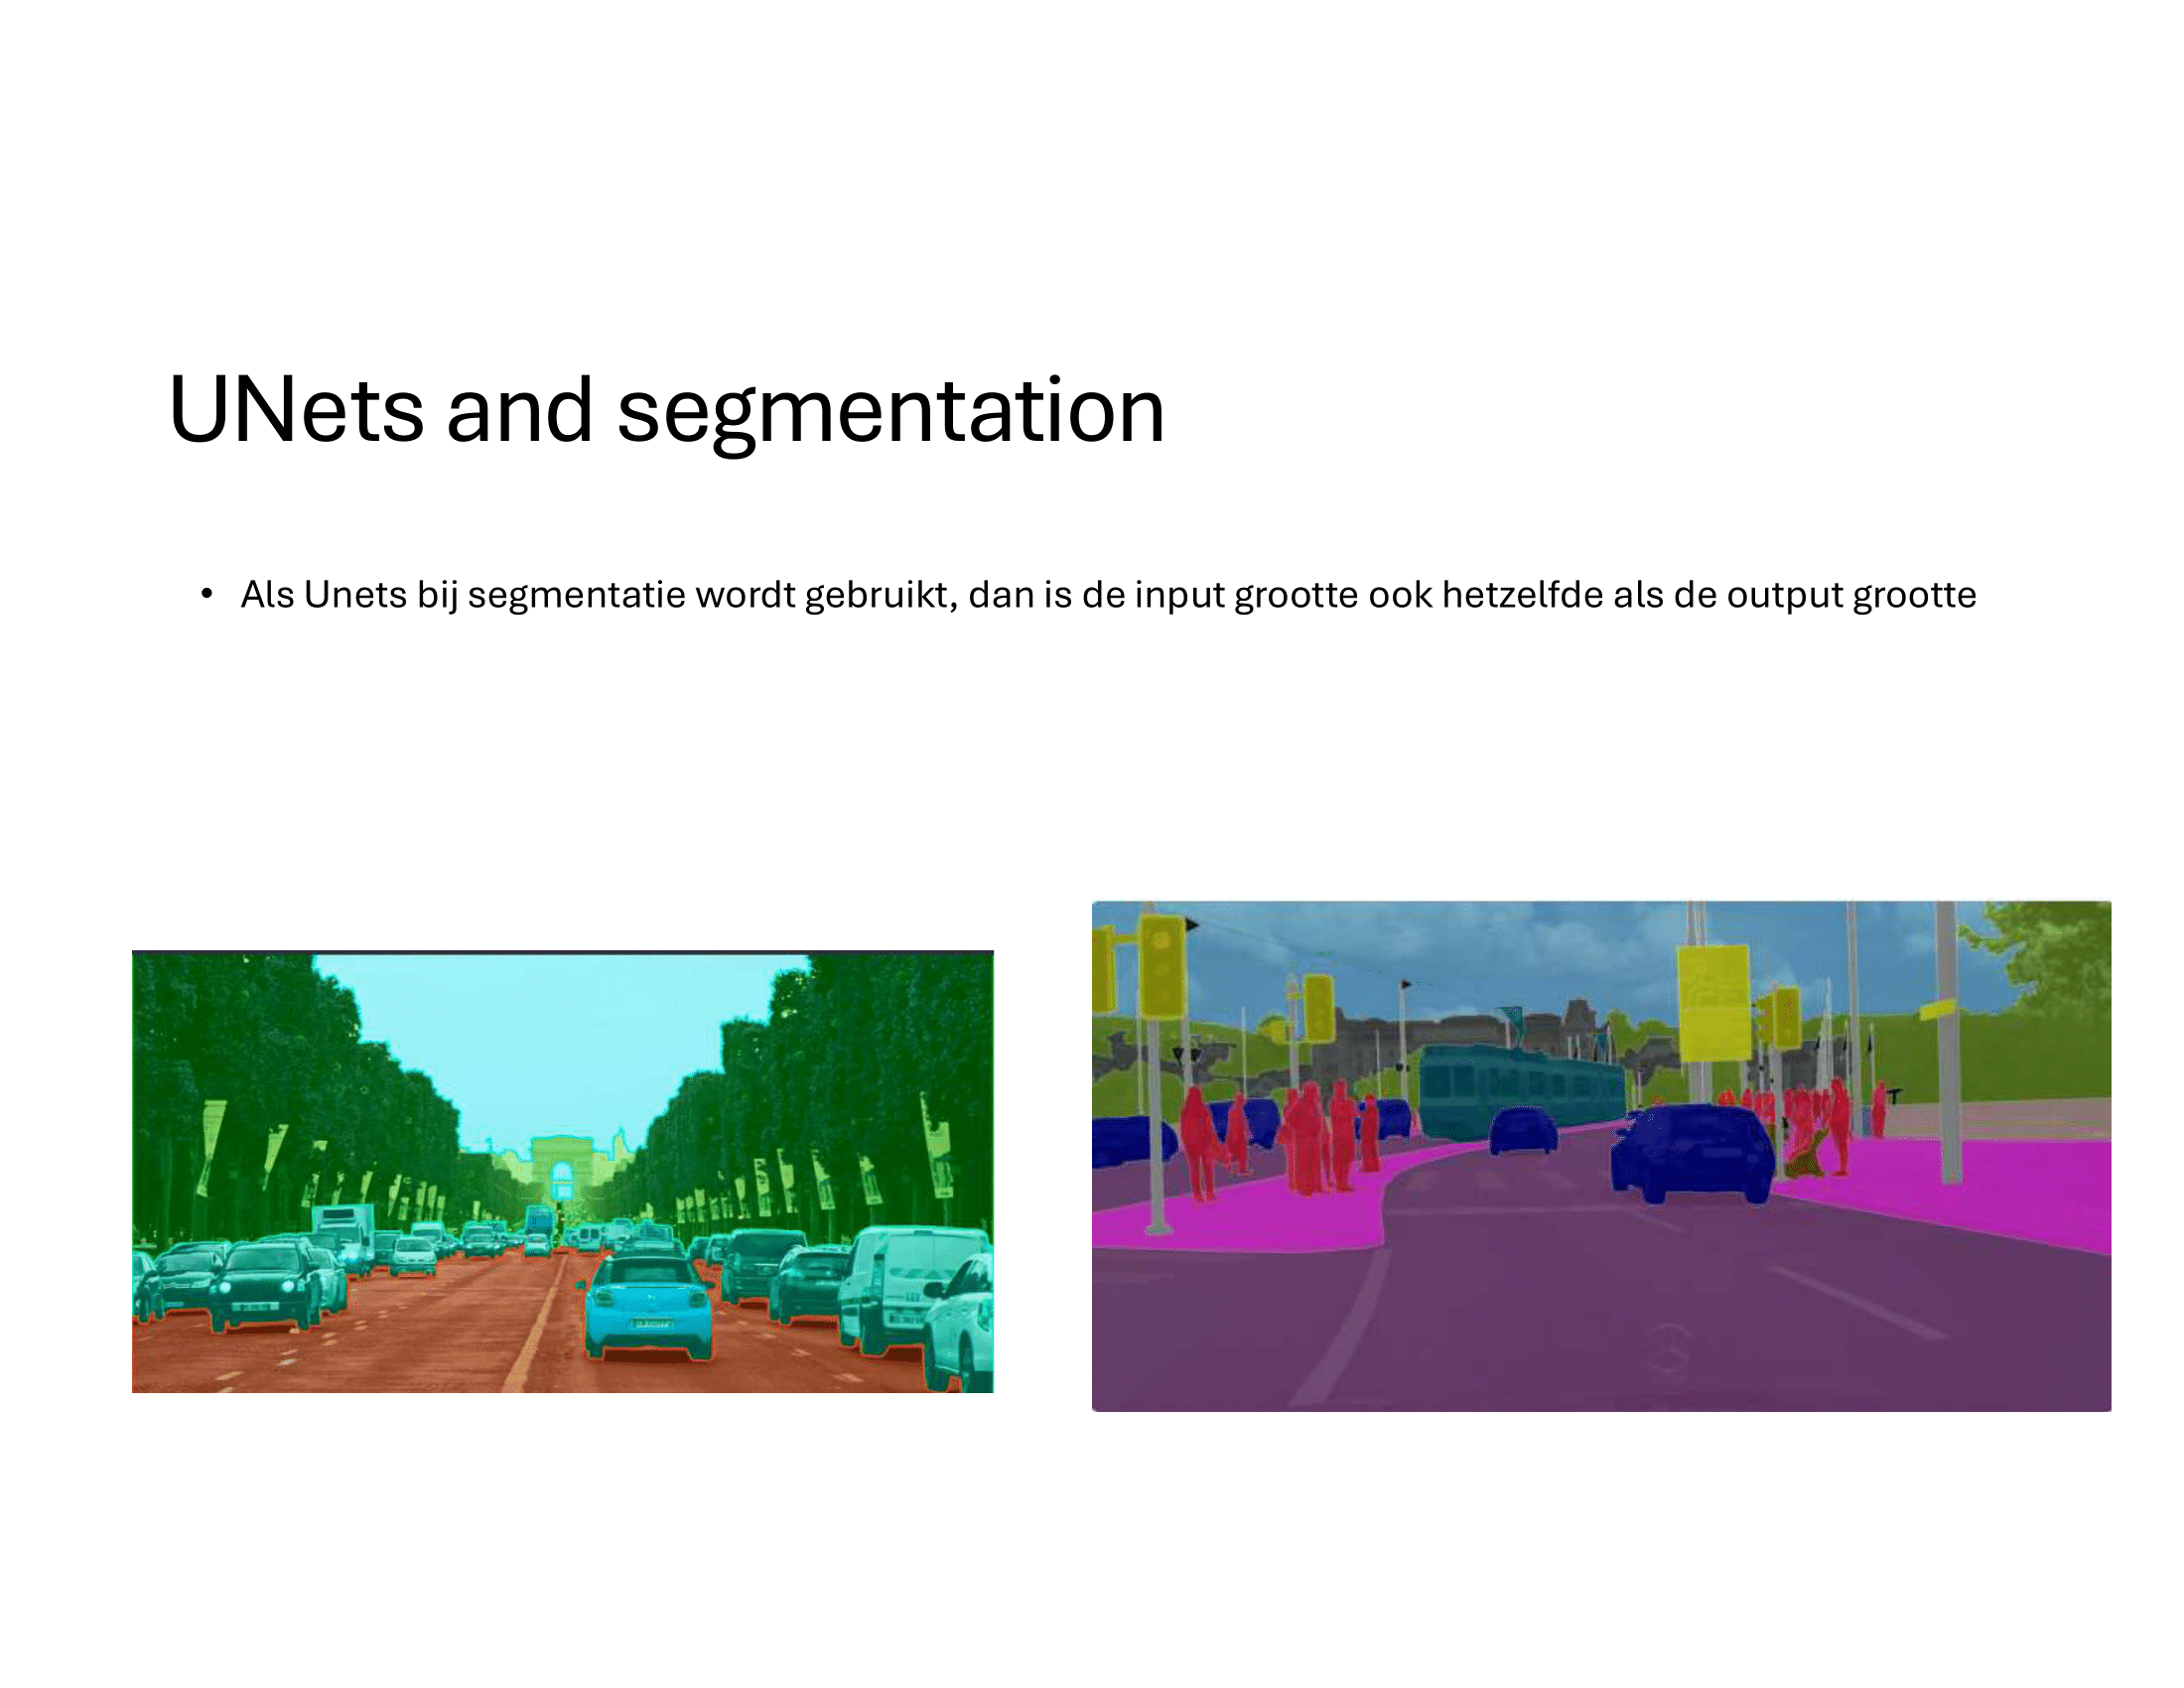 UNets and segmentation
• Als Unets bij segmentatie wordt gebruikt, dan is de input grootte ook hetzelfde als de output grootte